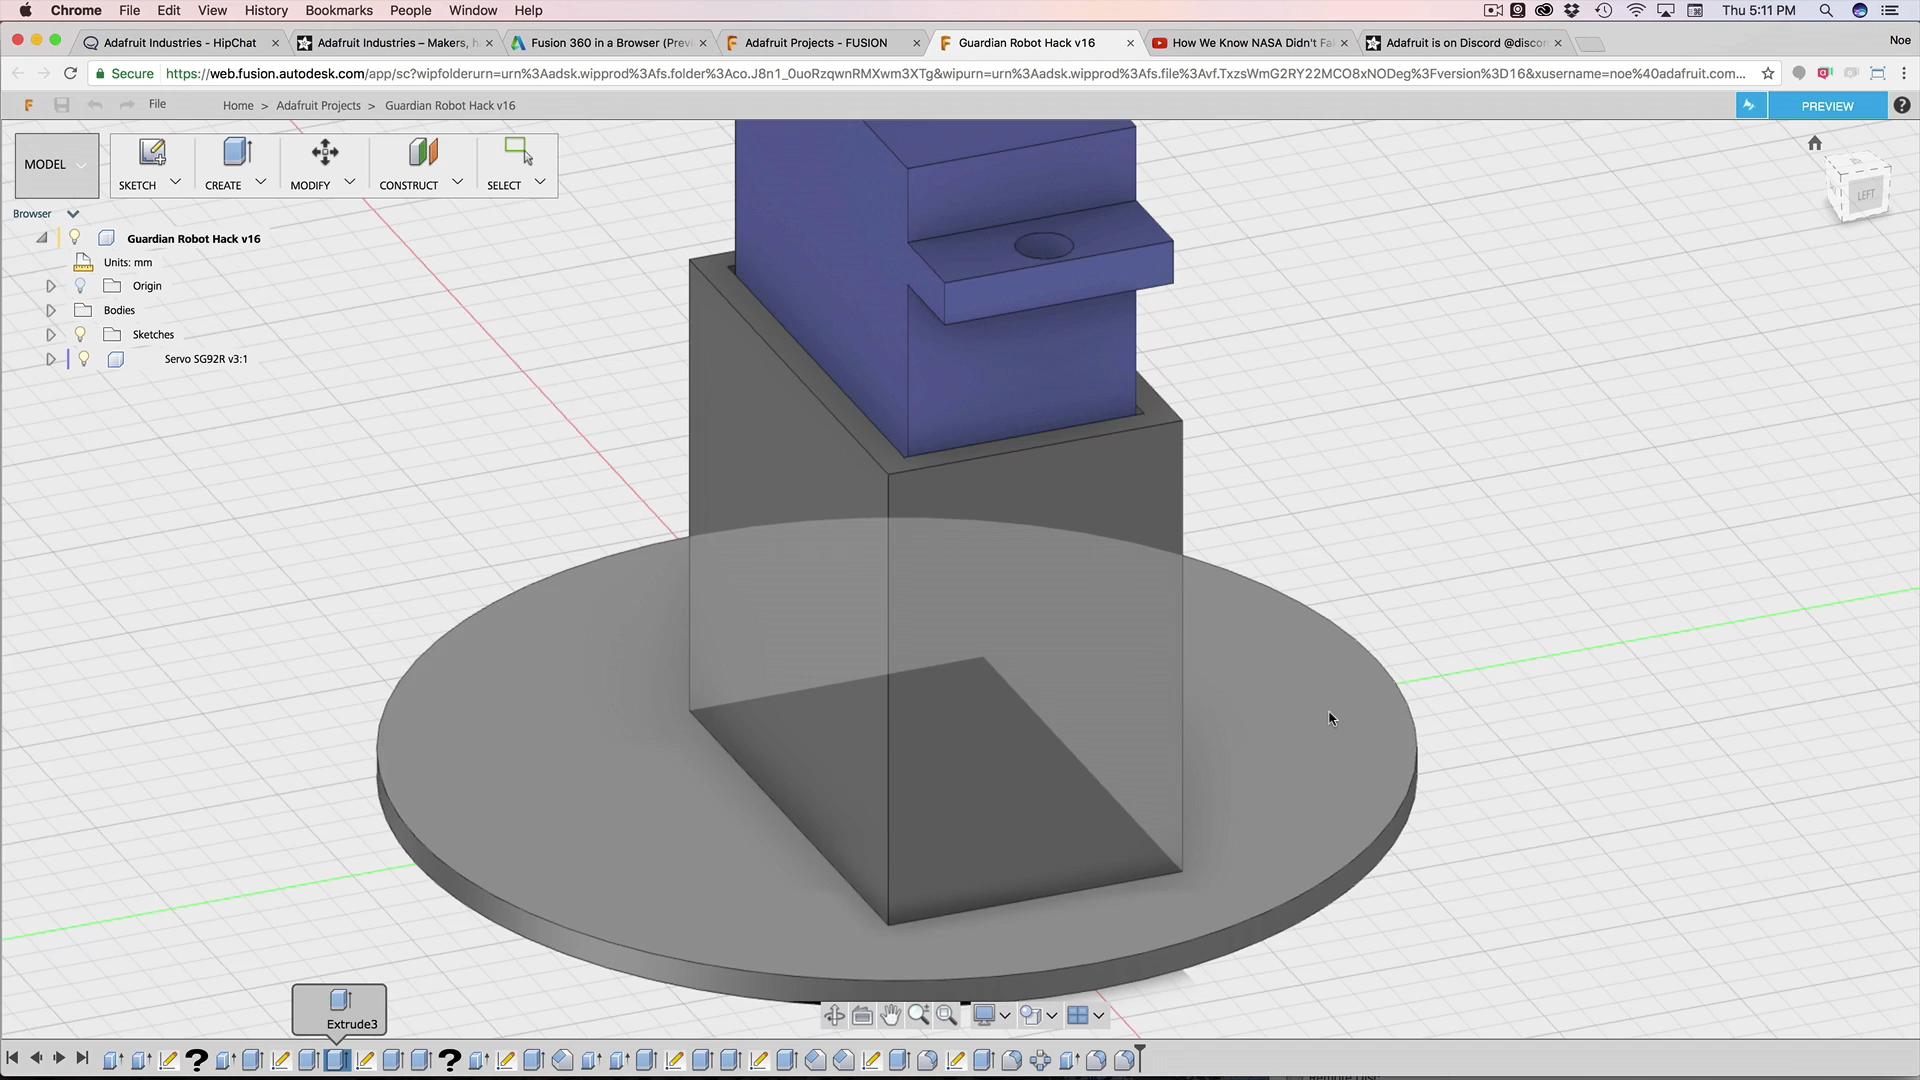 Chrome File Edit View History Bookmarks People Window Help Thu 5:11 PM
Adafruit Industries - HipChat Adafruit Industries – Makers, h Fusion 360 in a Browser (Prev Adafruit Projects - FUSION Guardian Robot Hack v16 How We Know NASA Didn't Fa Adafruit is on Discord @discor Noe
Secure https://web.fusion.autodesk.com/app/sc?wipfolderurn=urn%3Aadsk.wipprod%3Afs.folder%3Aco.J8n1_0uoRzqwnRMXwm3XTg&wipurn=urn%3Aadsk.wipprod%3Afs.file%3Avf.TxzsWmG2RY22MCO8xNODeg%3Fversion%3D16&xusername=noe%40adafruit.com...
File Home > Adafruit Projects > Guardian Robot Hack v16 PREVIEW
MODEL SKETCH CREATE MODIFY CONSTRUCT SELECT
LEFT
Browser
Guardian Robot Hack v16
Units: mm
Origin
Bodies
Sketches
Servo SG92R v3:1
Extrude3